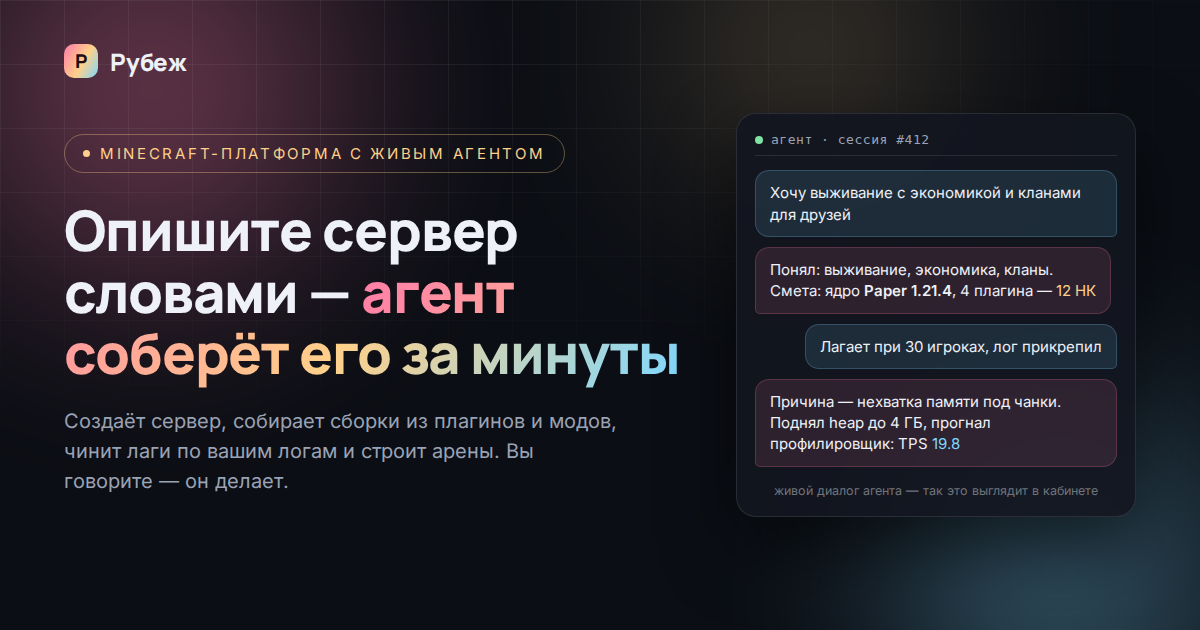 Р Рубеж
MINECRAFT-ПЛАТФОРМА С ЖИВЫМ АГЕНТОМ
Опишите сервер
словами — агент
соберёт его за минуты
Создаёт сервер, собирает сборки из плагинов и модов,
чинит лаги по вашим логам и строит арены. Вы
говорите — он делает.
агент · сессия #412
Хочу выживание с экономикой и кланами
для друзей
Понял: выживание, экономика, кланы.
Смета: ядро Paper 1.21.4, 4 плагина — 12 НК
Лагает при 30 игроках, лог прикрепил
Причина — нехватка памяти под чанки.
Поднял heap до 4 ГБ, прогнал
профилировщик: TPS 19.8
живой диалог агента — так это выглядит в кабинете